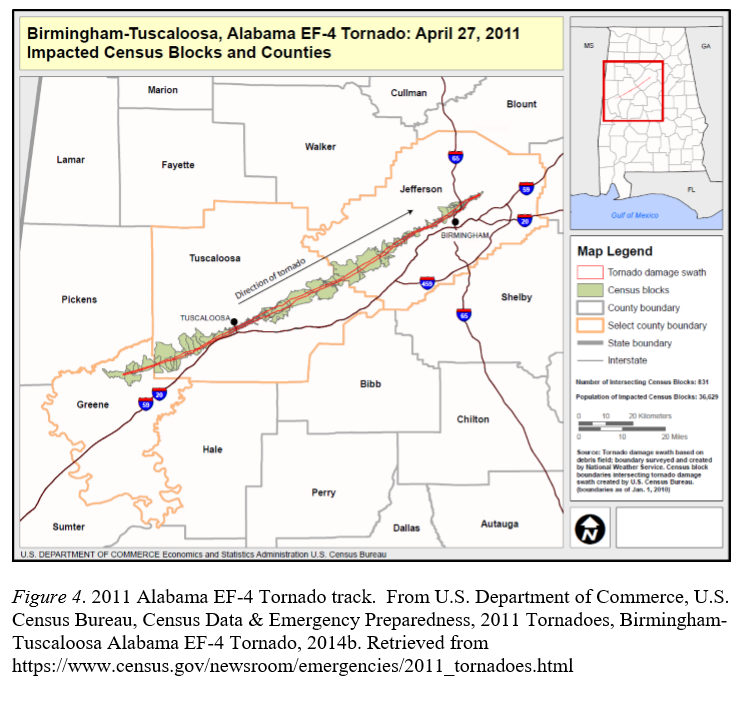 Birmingham-Tuscaloosa, Alabama EF-4 Tornado: April 27, 2011
Impacted Census Blocks and Counties
MS
GA
FL
Gulf of Mexico
Marion
Cullman
Blount
Walker
Lamar
Fayette
65
Jefferson
59
20
BIRMINGHAM
Tuscaloosa
Direction of tornado
459
Pickens
Shelby
TUSCALOOSA
65
Bibb
20
59
Greene
Chilton
Hale
Perry
Sumter
Dallas
Autauga
Map Legend
Tornado damage swath
Census blocks
County boundary
Select county boundary
State boundary
Interstate
Number of Intersecting Census Blocks: 831
Population of Impacted Census Blocks: 36,629
0 10 20 Kilometers
0 10 20 Miles
Source: Tornado damage swath based on
debris field; boundary surveyed and created
by National Weather Service. Census block
boundaries intersecting tornado damage
swath created by U.S. Census Bureau.
(boundaries as of Jan. 1, 2010)
N
U.S. DEPARTMENT OF COMMERCE Economics and Statistics Administration U.S. Census Bureau
Figure 4. 2011 Alabama EF-4 Tornado track. From U.S. Department of Commerce, U.S.
Census Bureau, Census Data & Emergency Preparedness, 2011 Tornadoes, Birmingham-
Tuscaloosa Alabama EF-4 Tornado, 2014b. Retrieved from
https://www.census.gov/newsroom/emergencies/2011_tornadoes.html